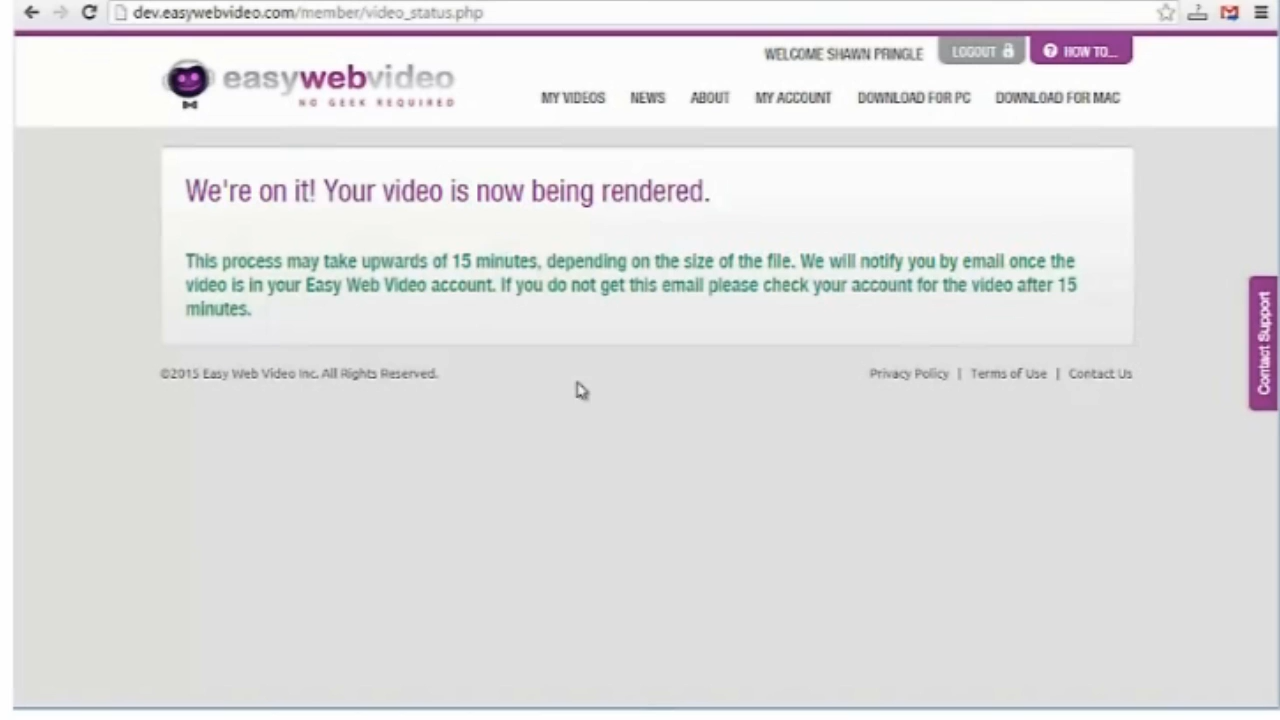 dev.easywebvideo.com/member/video_status.php
WELCOME SHAWN PRINGLE LOGOUT HOW TO...
easywebvideo
NO GEEK REQUIRED
MY VIDEOS NEWS ABOUT MY ACCOUNT DOWNLOAD FOR PC DOWNLOAD FOR MAC
We're on it! Your video is now being rendered.
This process may take upwards of 15 minutes, depending on the size of the file. We will notify you by email once the
video is in your Easy Web Video account. If you do not get this email please check your account for the video after 15
minutes.
Contact Support
©2015 Easy Web Video Inc. All Rights Reserved. Privacy Policy | Terms of Use | Contact Us